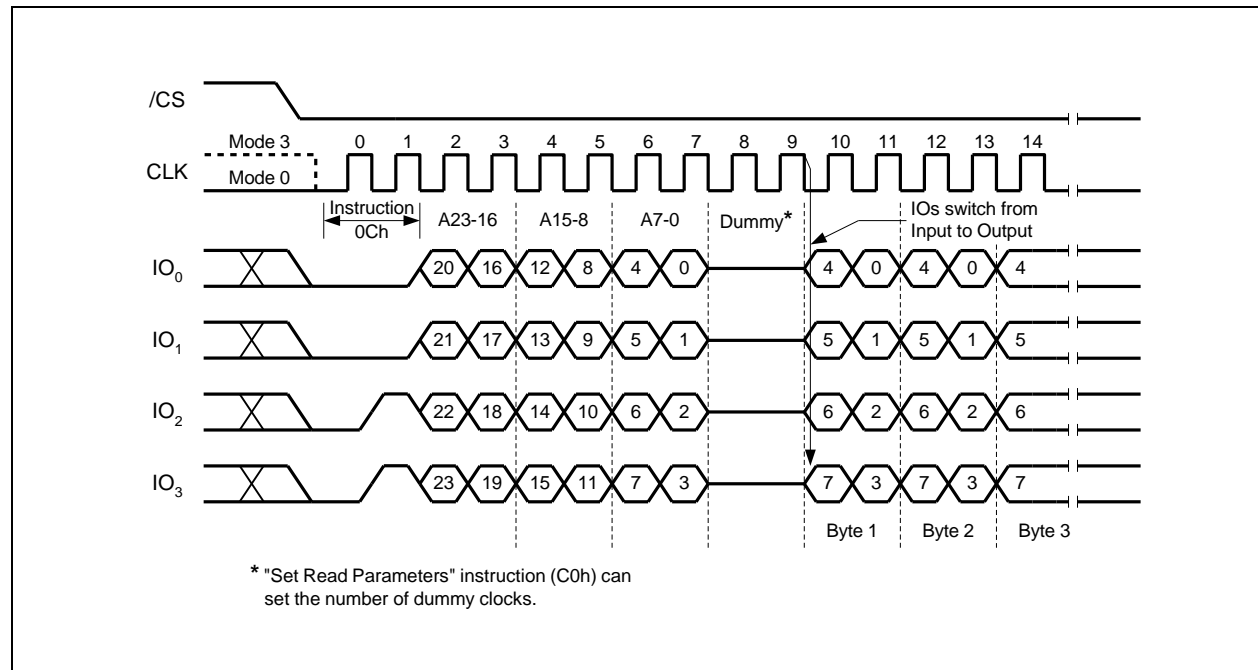 /CS
Mode 3 0 1 2 3 4 5 6 7 8 9 10 11 12 13 14
CLK
Mode 0
Instruction
0Ch
A23-16 A15-8 A7-0 Dummy*
IOs switch from
Input to Output
IO0 20 16 12 8 4 0 4 0 4 0 4
IO1 21 17 13 9 5 1 5 1 5 1 5
IO2 22 18 14 10 6 2 6 2 6 2 6
IO3 23 19 15 11 7 3 7 3 7 3 7
Byte 1 Byte 2 Byte 3
* "Set Read Parameters" instruction (C0h) can
set the number of dummy clocks.